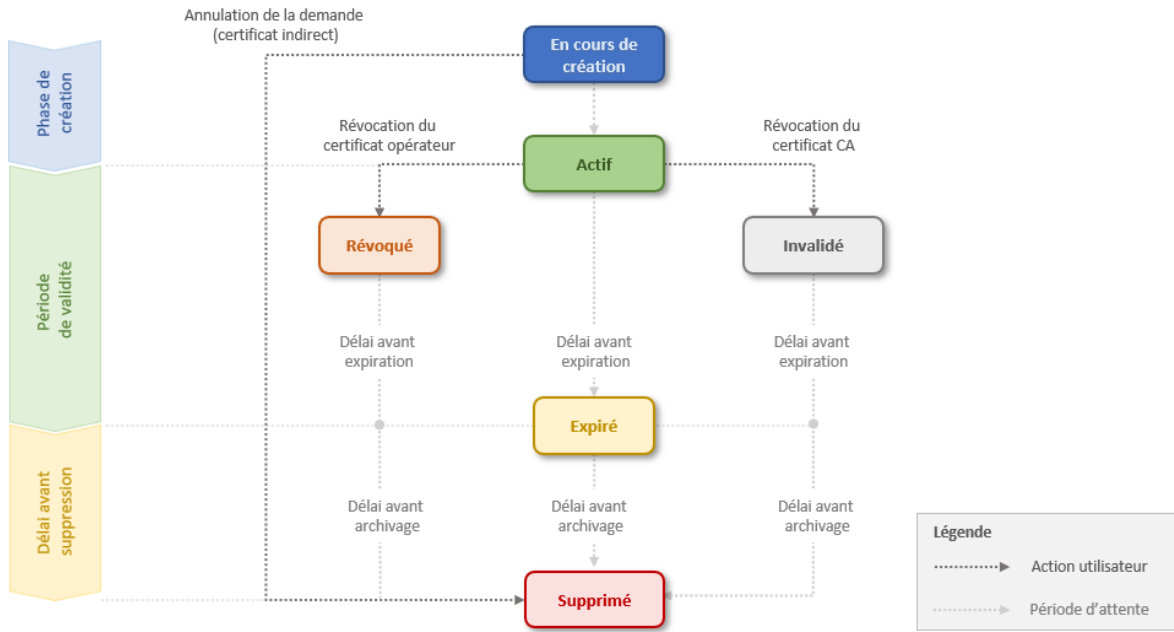 Annulation de la demande
(certificat indirect)
En cours de
création
Phase de
création
Révocation du
certificat opérateur
Révocation du
certificat CA
Actif
Révoqué
Invalidé
Période
de validité
Délai avant
expiration
Délai avant
expiration
Délai avant
expiration
Expiré
Délai avant
suppression
Délai avant
archivage
Délai avant
archivage
Délai avant
archivage
Supprimé
Légende
Action utilisateur
Période d'attente